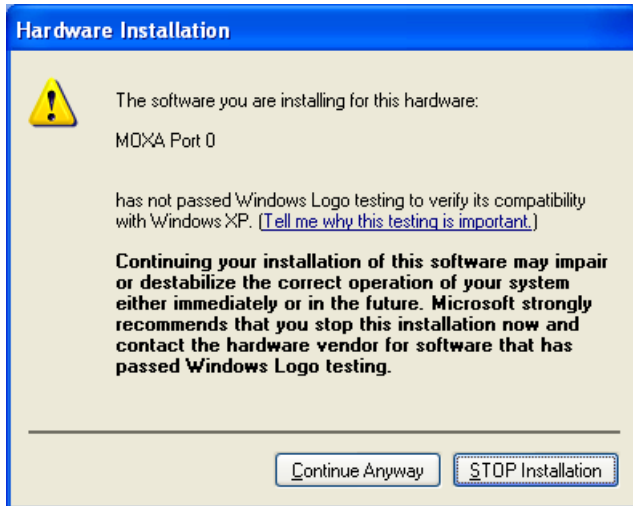 Hardware Installation
The software you are installing for this hardware:
MOXA Port 0
has not passed Windows Logo testing to verify its compatibility
with Windows XP. (Tell me why this testing is important.)
Continuing your installation of this software may impair
or destabilize the correct operation of your system
either immediately or in the future. Microsoft strongly
recommends that you stop this installation now and
contact the hardware vendor for software that has
passed Windows Logo testing.
Continue Anyway STOP Installation